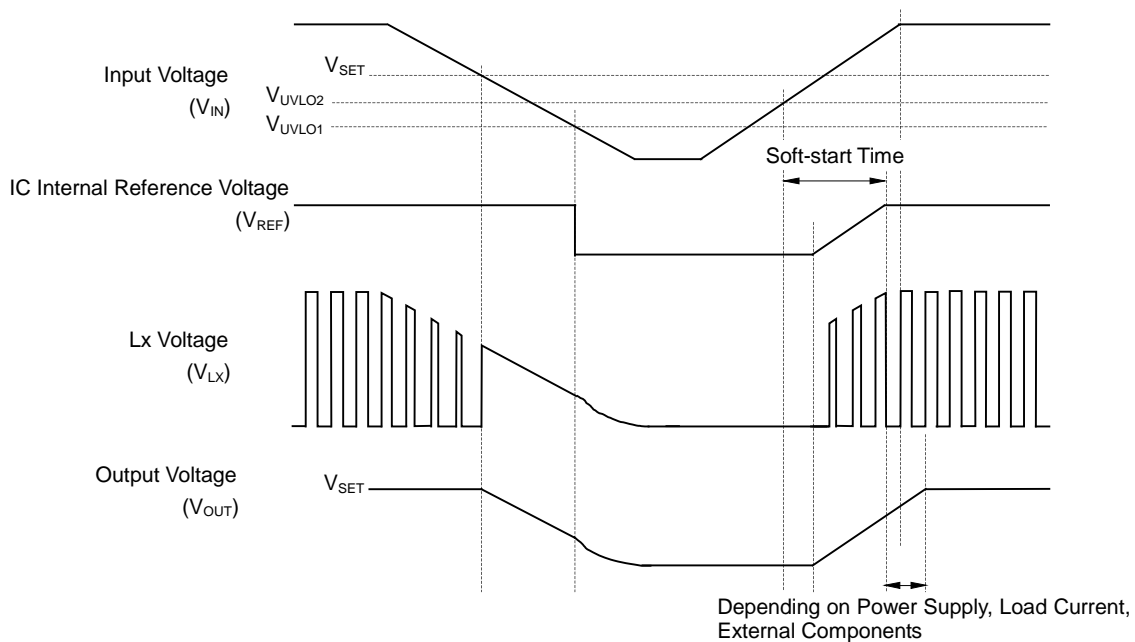 Input Voltage
(VIN)
VSET
VUVLO2
VUVLO1
Soft-start Time
IC Internal Reference Voltage
(VREF)
Lx Voltage
(VLX)
Output Voltage
(VOUT)
VSET
Depending on Power Supply, Load Current,
External Components